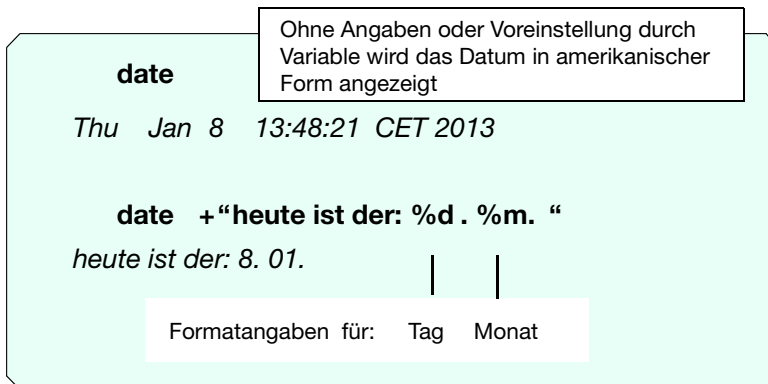 Ohne Angaben oder Voreinstellung durch
Variable wird das Datum in amerikanischer
Form angezeigt
date
Thu Jan 8 13:48:21 CET 2013
date +“heute ist der: %d . %m. “
heute ist der: 8. 01.
Formatangaben für: Tag Monat